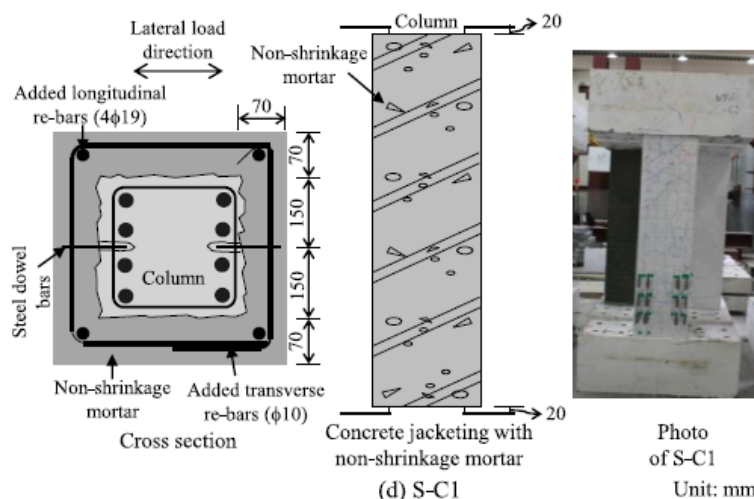 Lateral load
direction
Added longitudinal
re-bars (4ϕ19)
70
70
150
150
70
Steel dowel
bars
Column
Non-shrinkage
mortar
Added transverse
re-bars (ϕ10)
Cross section
Column
20
Non-shrinkage
mortar
20
Concrete jacketing with
non-shrinkage mortar
Photo
of S-C1
(d) S-C1
Unit: mm